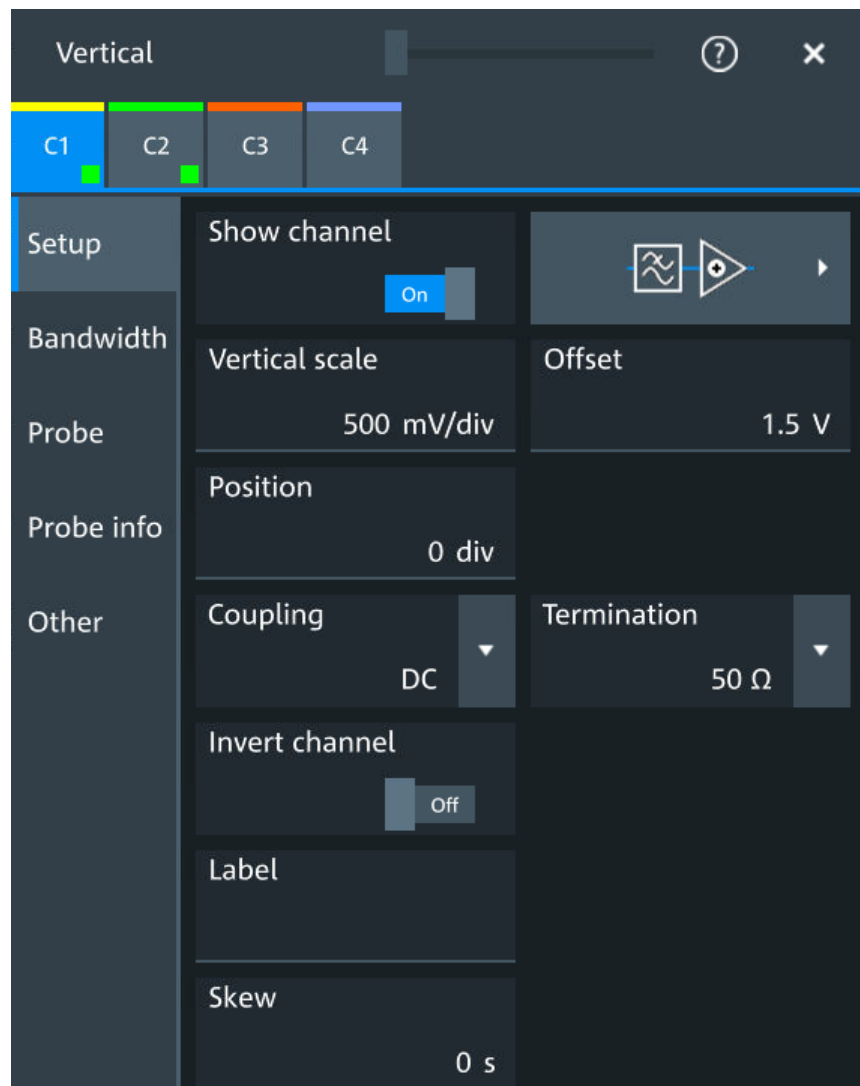 Vertical
?
C1 C2 C3 C4
Setup
Bandwidth
Probe
Probe info
Other
Show channel
On
Vertical scale
500 mV/div
Offset
1.5 V
Position
0 div
Coupling
DC
Termination
50 Ω
Invert channel
Off
Label
Skew
0 s